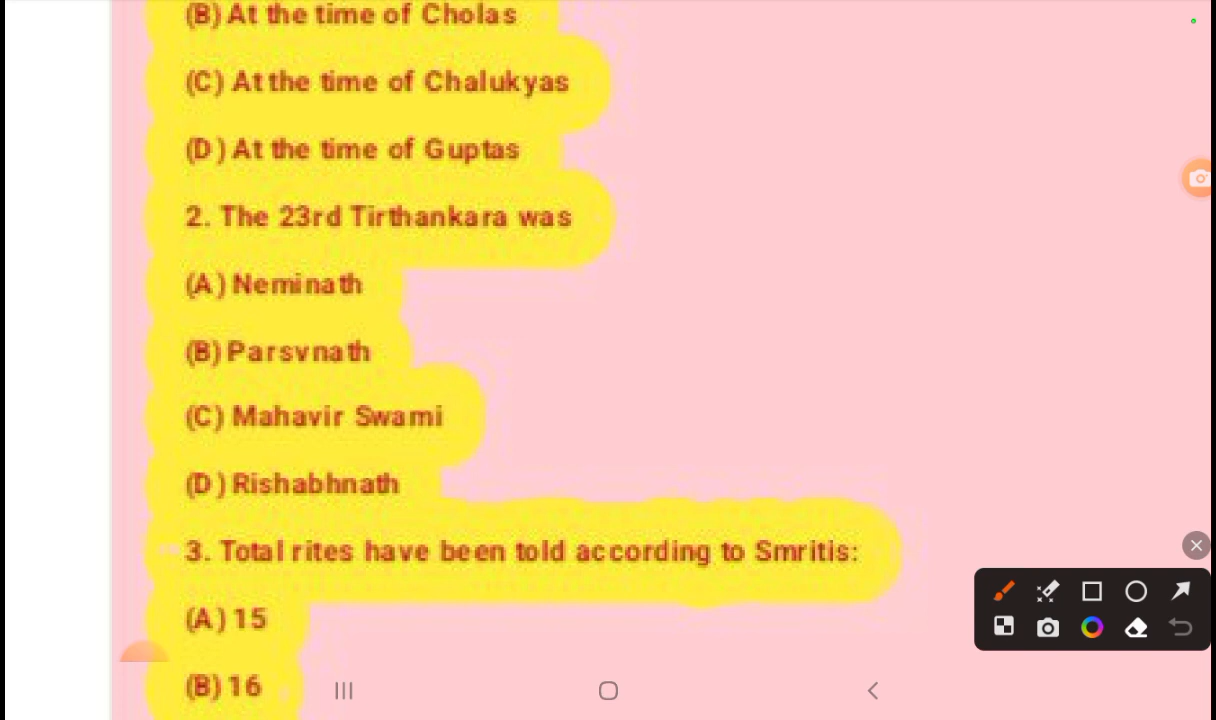 (B) At the time of Cholas
(C) At the time of Chalukyas
(D) At the time of Guptas
2. The 23rd Tirthankara was
(A) Neminath
(B) Parsvnath
(C) Mahavir Swami
(D) Rishabhnath
3. Total rites have been told according to Smritis:
(A) 15
(B) 16